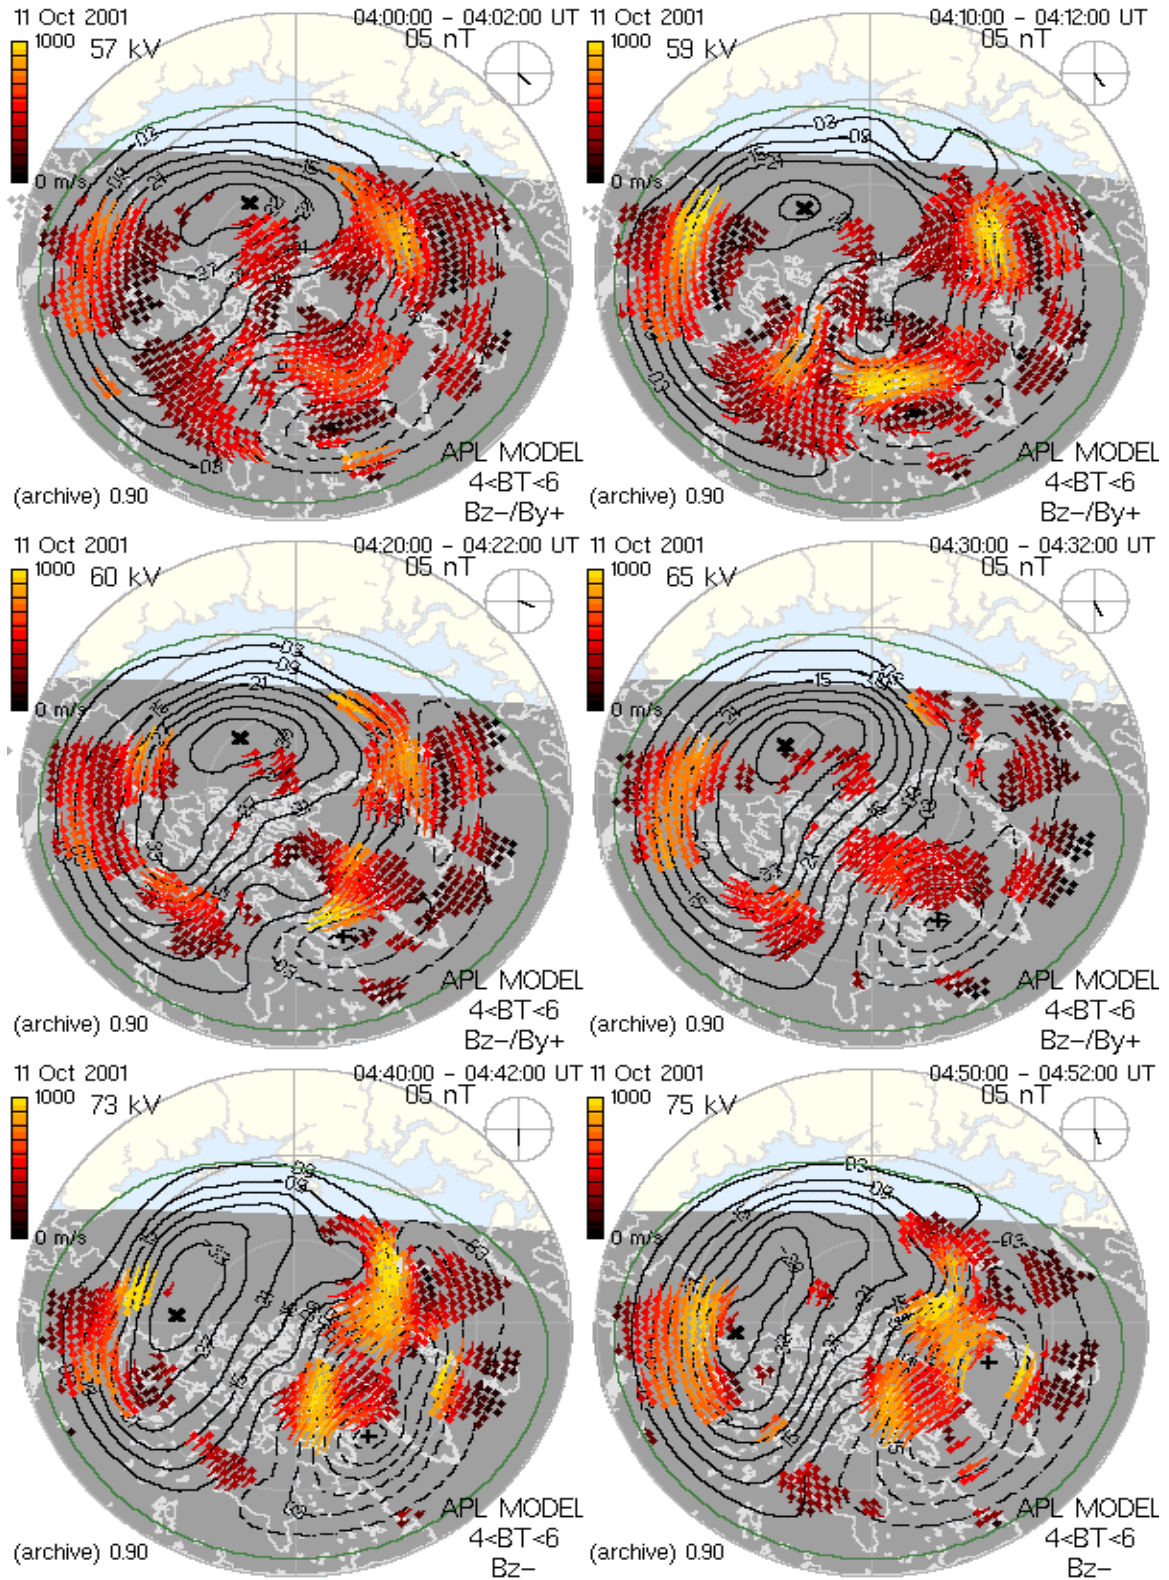 11 Oct 2001
04:00:00 - 04:02:00 UT
1000
57 kV
05 nT
0 m/s
APL MODEL
4<BT<6
(archive) 0.90
Bz-/By+
11 Oct 2001
04:10:00 - 04:12:00 UT
1000
59 kV
05 nT
0 m/s
APL MODEL
4<BT<6
(archive) 0.90
Bz-/By+
11 Oct 2001
04:20:00 - 04:22:00 UT
1000
60 kV
05 nT
0 m/s
APL MODEL
4<BT<6
(archive) 0.90
Bz-/By+
11 Oct 2001
04:30:00 - 04:32:00 UT
1000
65 kV
05 nT
0 m/s
APL MODEL
4<BT<6
(archive) 0.90
Bz-/By+
11 Oct 2001
04:40:00 - 04:42:00 UT
1000
73 kV
05 nT
0 m/s
APL MODEL
4<BT<6
(archive) 0.90
Bz-
11 Oct 2001
04:50:00 - 04:52:00 UT
1000
75 kV
05 nT
0 m/s
APL MODEL
4<BT<6
(archive) 0.90
Bz-